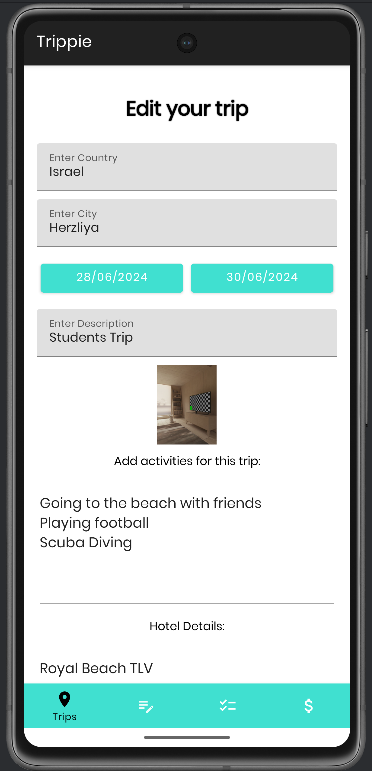 Trippie
Edit your trip
Enter Country
Israel
Enter City
Herzliya
28/06/2024 30/06/2024
Enter Description
Students Trip
Add activities for this trip:
Going to the beach with friends
Playing football
Scuba Diving
Hotel Details:
Royal Beach TLV
Trips